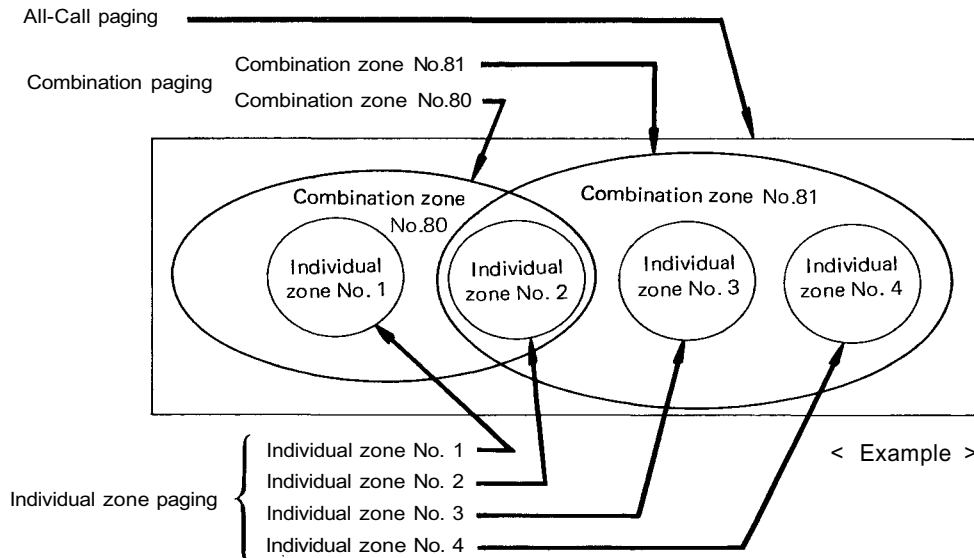 All-Call paging
Combination zone No.81
Combination paging
Combination zone No.80
Combination zone
No.80
Combination zone
No.81
Individual
zone No. 1
Individual
zone No. 2
Individual
zone No. 3
Individual
zone No. 4
< Example >
Individual zone paging
Individual zone No. 1
Individual zone No. 2
Individual zone No. 3
Individual zone No. 4